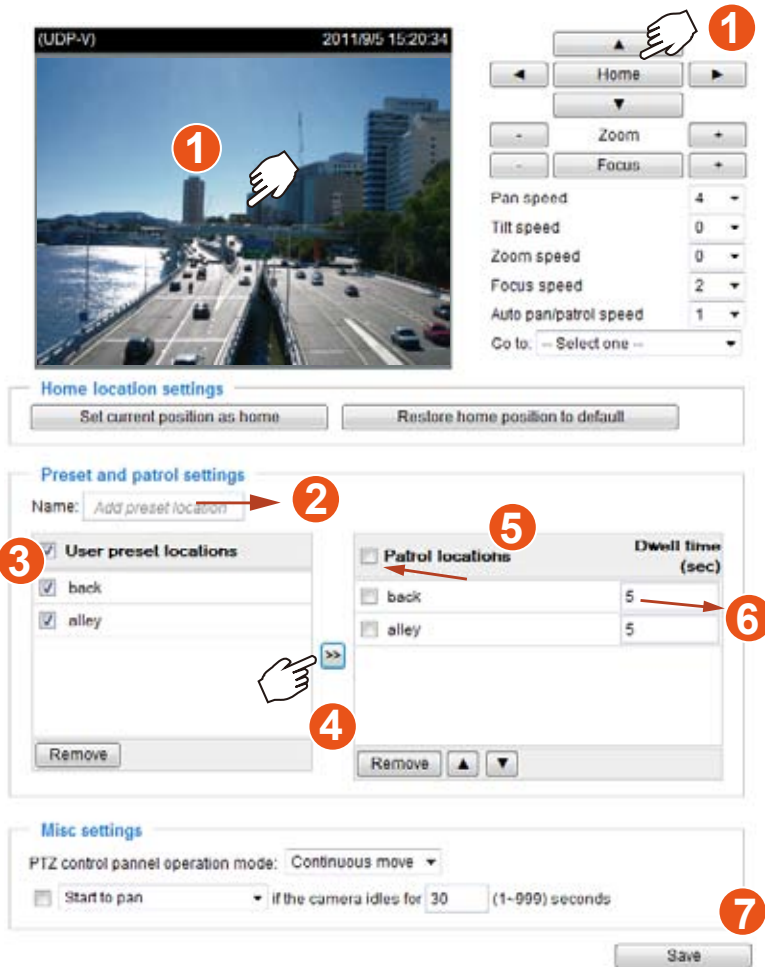 (UDP-V) 2011/9/5 15:20:34
1
1
▲
◄ Home ►
▼
- Zoom +
- Focus +
Pan speed 4
Tilt speed 0
Zoom speed 0
Focus speed 2
Auto pan/patrol speed 1
Go to: -- Select one --
Home location settings
Set current position as home Restore home position to default
Preset and patrol settings
Name: Add preset location 2
3 User preset locations
back
alley
Remove
>>
4
5
Patrol locations Dwell time
(sec)
back 5
alley 5
6
Remove ▲ ▼
Misc settings
PTZ control pannel operation mode: Continuous move
Start to pan if the camera idles for 30 (1~999) seconds
7
Save